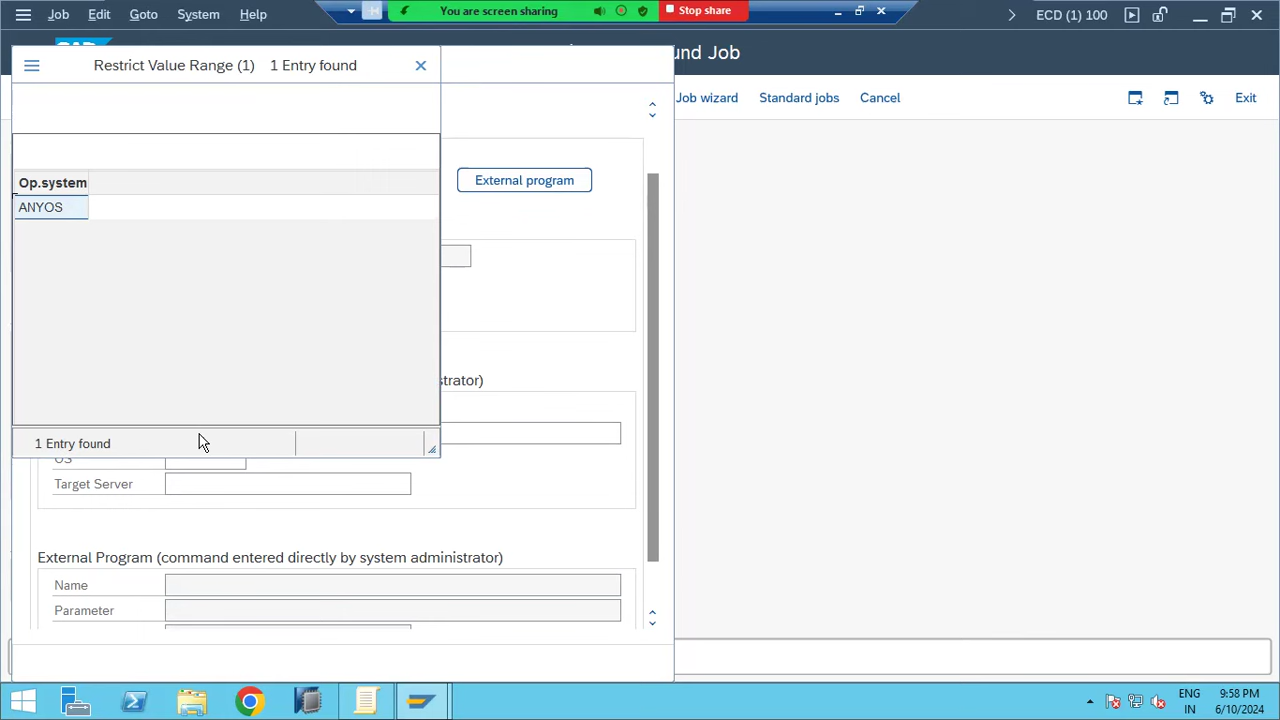 Job Edit Goto System Help
You are screen sharing
Stop share
ECD (1) 100
SAP
und Job
Restrict Value Range (1) 1 Entry found
Job wizard Standard jobs Cancel Exit
External program
Op.system
ANYOS
strator)
1 Entry found
OS
Target Server
External Program (command entered directly by system administrator)
Name
Parameter
ENG
IN
9:58 PM
6/10/2024